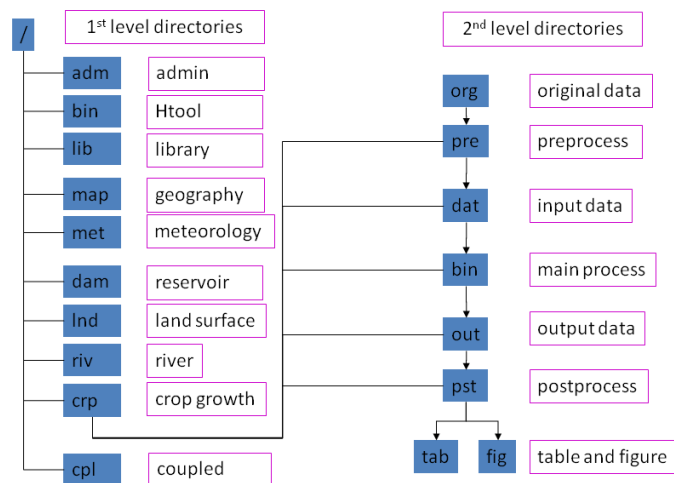 /
1st level directories
adm admin
bin Htool
lib library
map geography
met meteorology
dam reservoir
lnd land surface
riv river
crp crop growth
cpl coupled
2nd level directories
org original data
pre preprocess
dat input data
bin main process
out output data
pst postprocess
tab fig table and figure